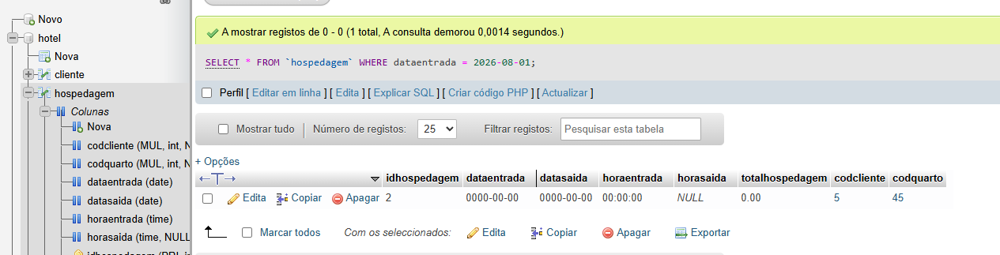 Novo
hotel
Nova
cliente
hospedagem
Colunas
Nova
codcliente (MUL, int, N
codquarto (MUL, int, N
dataentrada (date)
datasaida (date)
horaentrada (time)
horasaida (time, NULL
A mostrar registos de 0 - 0 (1 total, A consulta demorou 0,0014 segundos.)
SELECT * FROM `hospedagem` WHERE dataentrada = 2026-08-01;
Perfil [ Editar em linha ] [ Edita ] [ Explicar SQL ] [ Criar código PHP ] [ Actualizar ]
Mostrar tudo | Número de registos: 25 Filtrar registos: Pesquisar esta tabela
+ Opções
←T→ idhospedagem dataentrada datasaida horaentrada horasaida totalhospedagem codcliente codquarto
Edita Copiar Apagar 2 0000-00-00 0000-00-00 00:00:00 NULL 0.00 5 45
Marcar todos Com os seleccionados: Edita Copiar Apagar Exportar